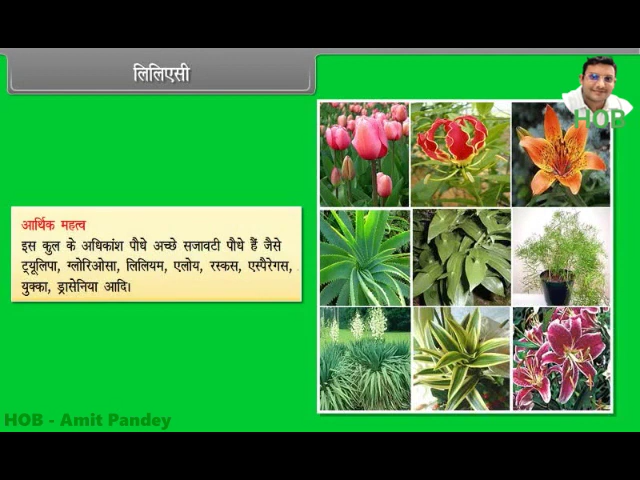 लिलिएसी
HOB
आर्थिक महत्व
इस कुल के अधिकांश पौधे अच्छे सजावटी पौधे हैं जैसे
ट्यूलिपा, ग्लोरिओसा, लिलियम, एलोय, रस्कस, एस्पैरेगस,
युक्का, ड्रासेनिया आदि।
HOB - Amit Pandey